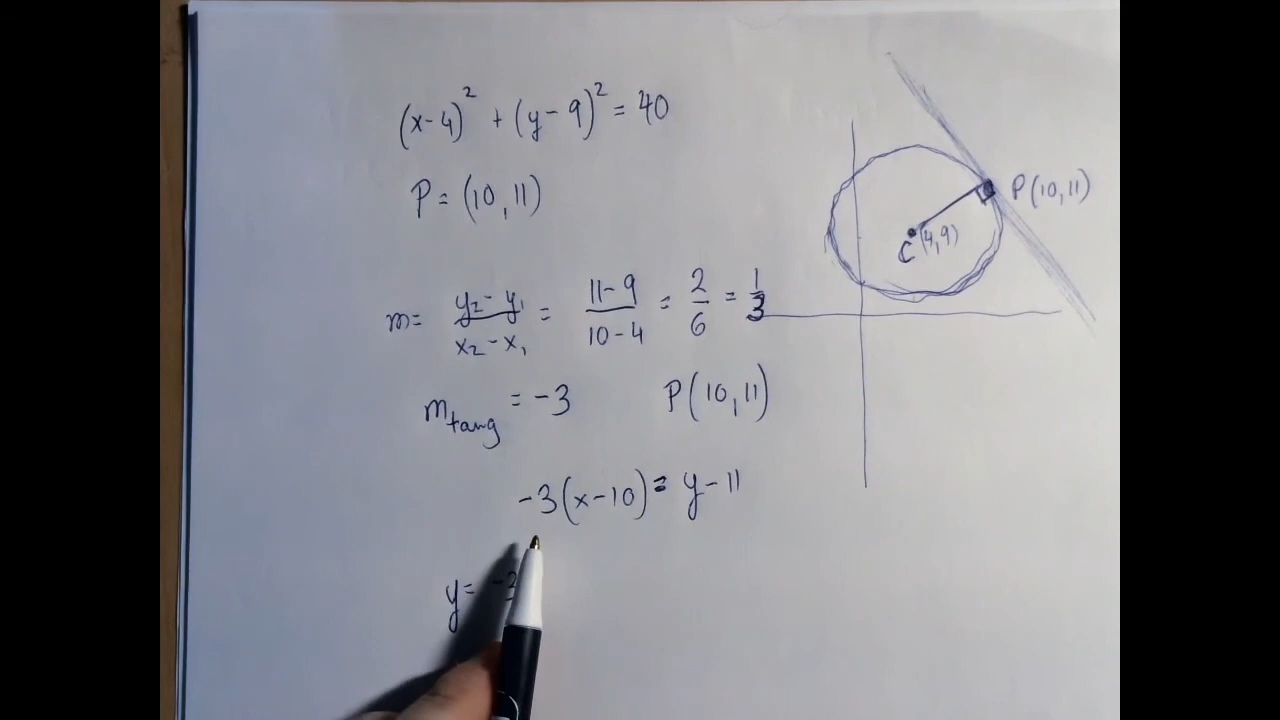 (x-4)² + (y-9)² = 40
P = (10, 11)
P(10, 11)
C(4,9)
m = y₂-y₁/x₂-x₁ = 11-9/10-4 = 2/6 = 1/3
m tang = -3 P(10, 11)
-3(x-10) = y-11
y =